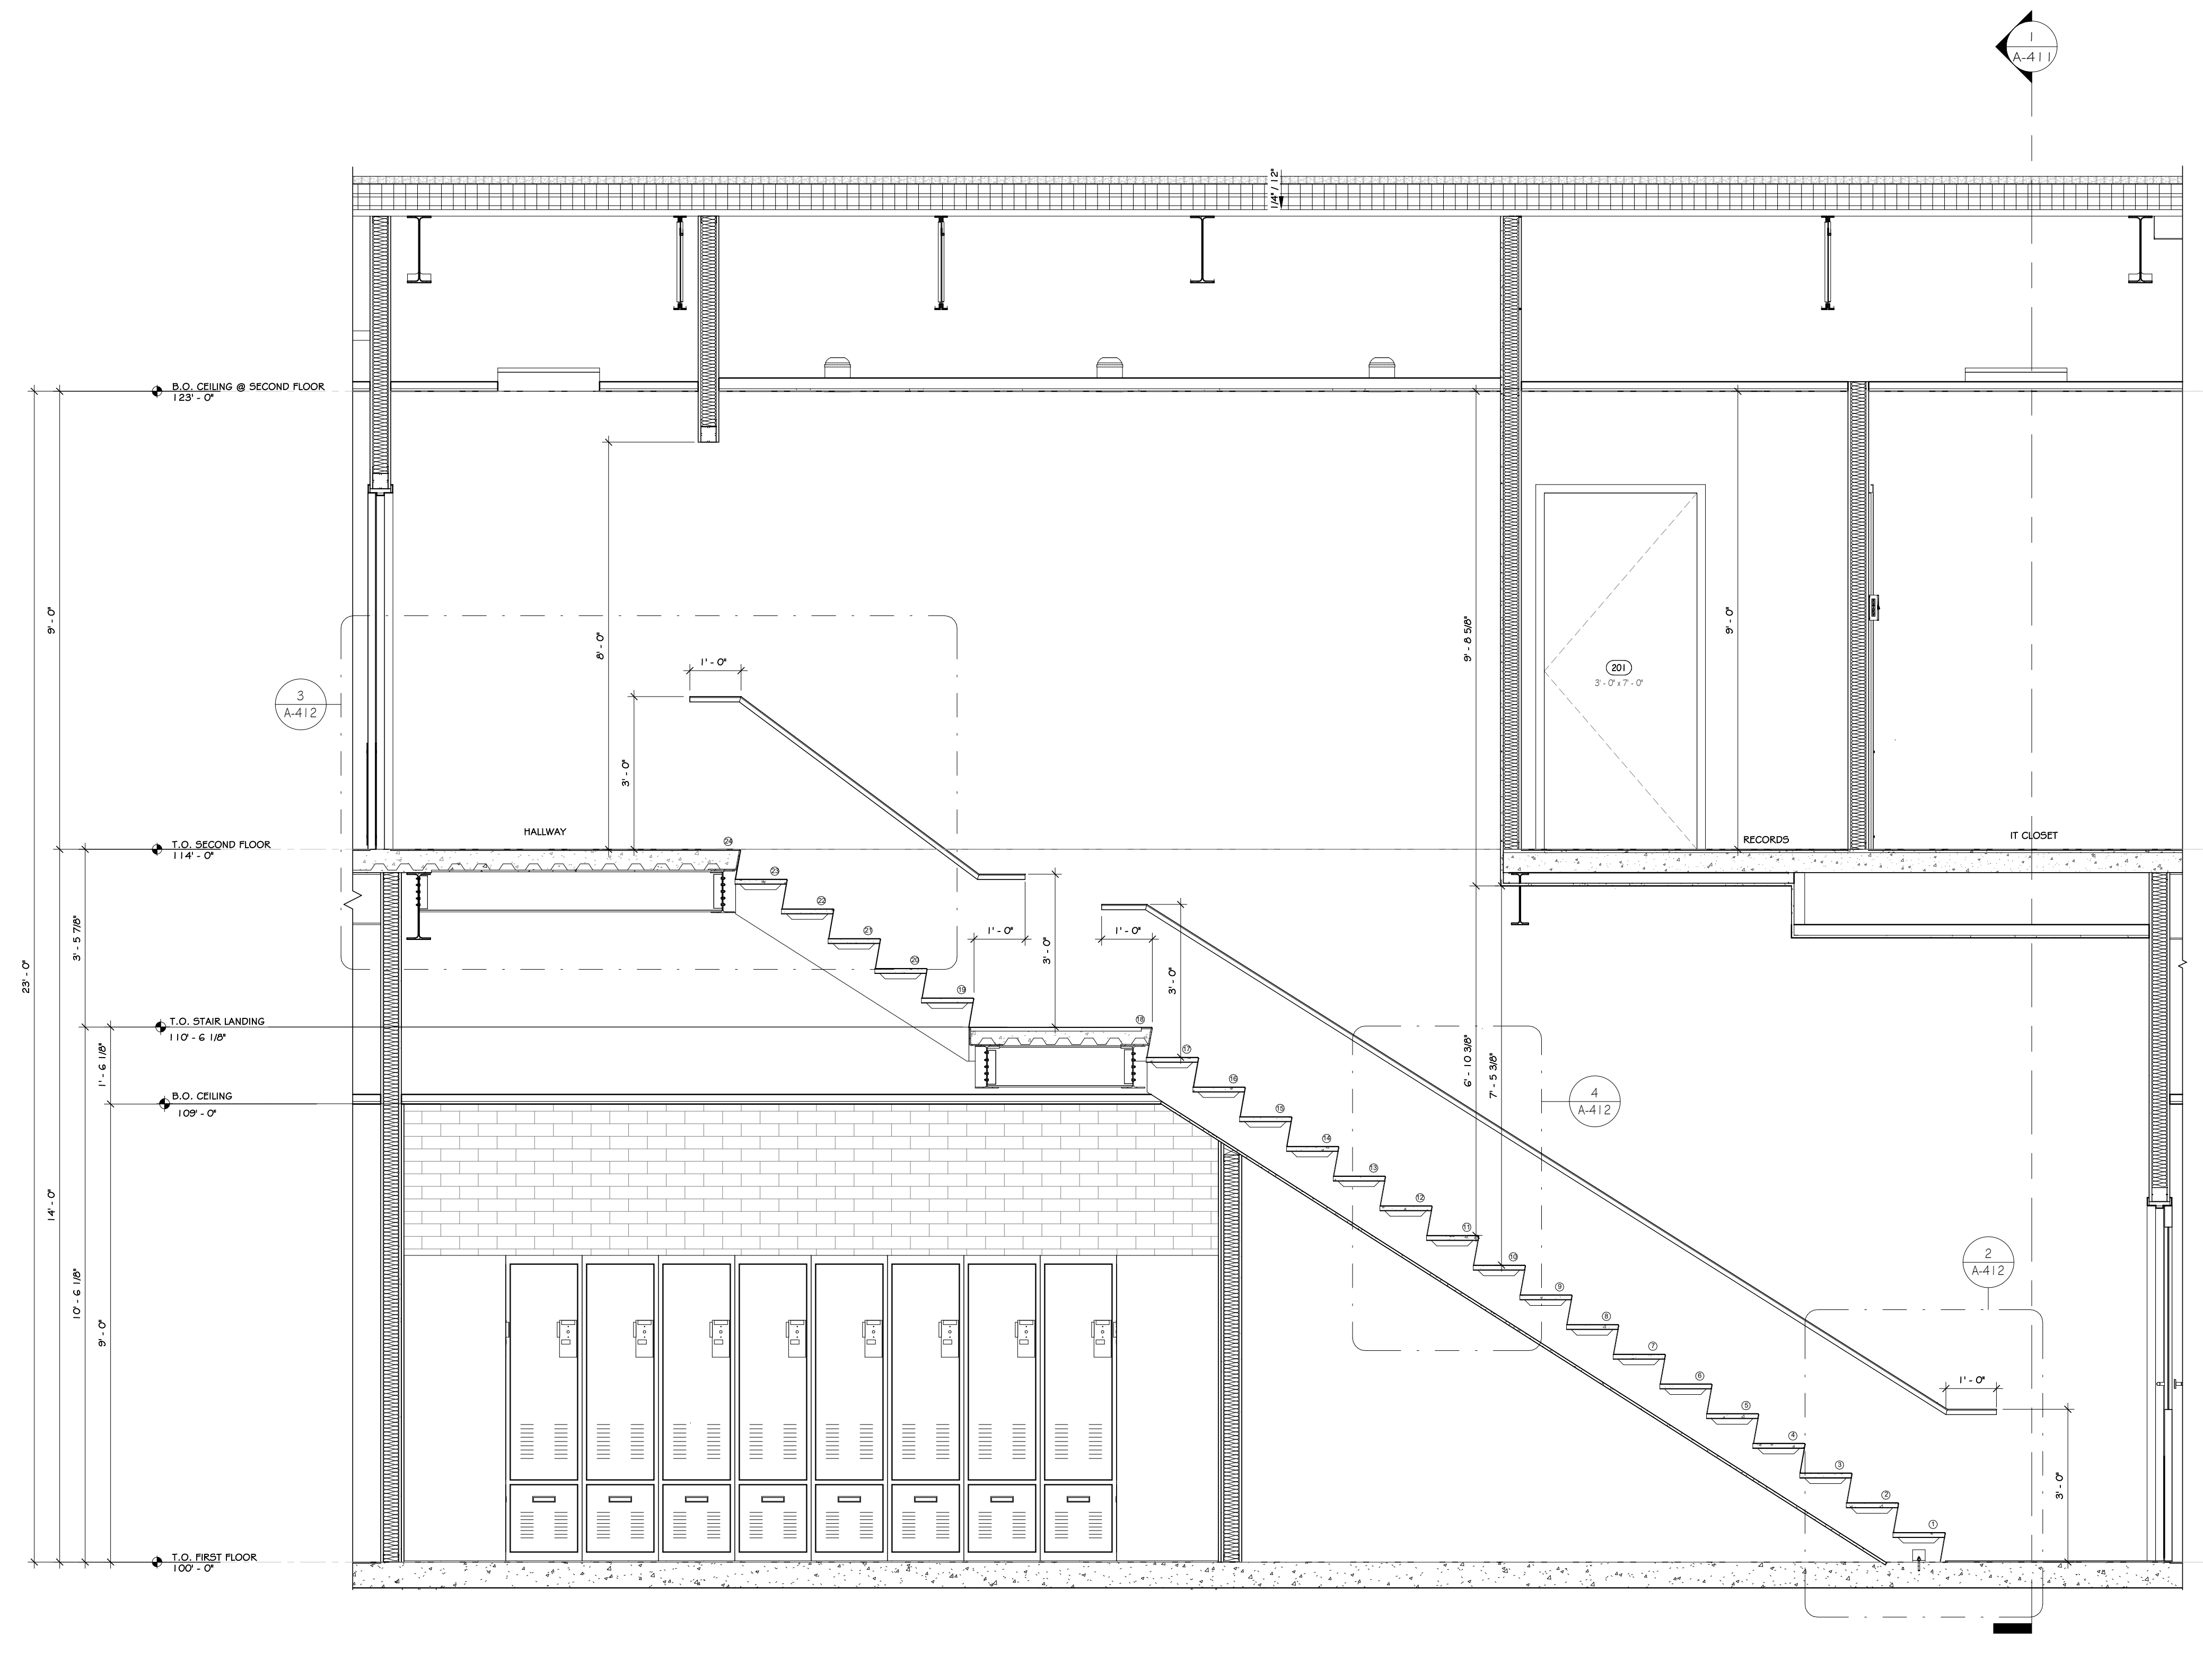 1
A-411
1/4" / 12"
B.O. CEILING @ SECOND FLOOR
123' - 0"
9' - 0"
8' - 0"
1' - 0"
9' - 8 5/8"
9' - 0"
201
3' - 0" x 7' - 0"
3
A-412
3' - 0"
HALLWAY
24
RECORDS
IT CLOSET
T.O. SECOND FLOOR
114' - 0"
23
22
21
20
19
3' - 5 7/8"
23' - 0"
1' - 0"
3' - 0"
1' - 0"
3' - 0"
T.O. STAIR LANDING
110' - 6 1/8"
18
17
16
15
14
13
12
11
10
9
8
7
6
5
4
3
2
1
1' - 6 1/8"
6' - 10 3/8"
7' - 5 3/8"
4
A-412
B.O. CEILING
109' - 0"
14' - 0"
10' - 6 1/8"
9' - 0"
2
A-412
1' - 0"
3' - 0"
T.O. FIRST FLOOR
100' - 0"